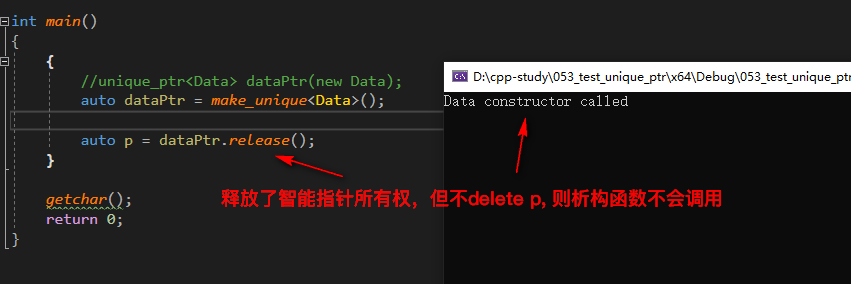 int main()
{
{
//unique_ptr<Data> dataPtr(new Data);
auto dataPtr = make_unique<Data>();
auto p = dataPtr.release();
}
getchar();
return 0;
}
D:\cpp-study\053_test_unique_ptr\x64\Debug\053_test_unique_ptr
Data constructor called
释放了智能指针所有权，但不delete p, 则析构函数不会调用